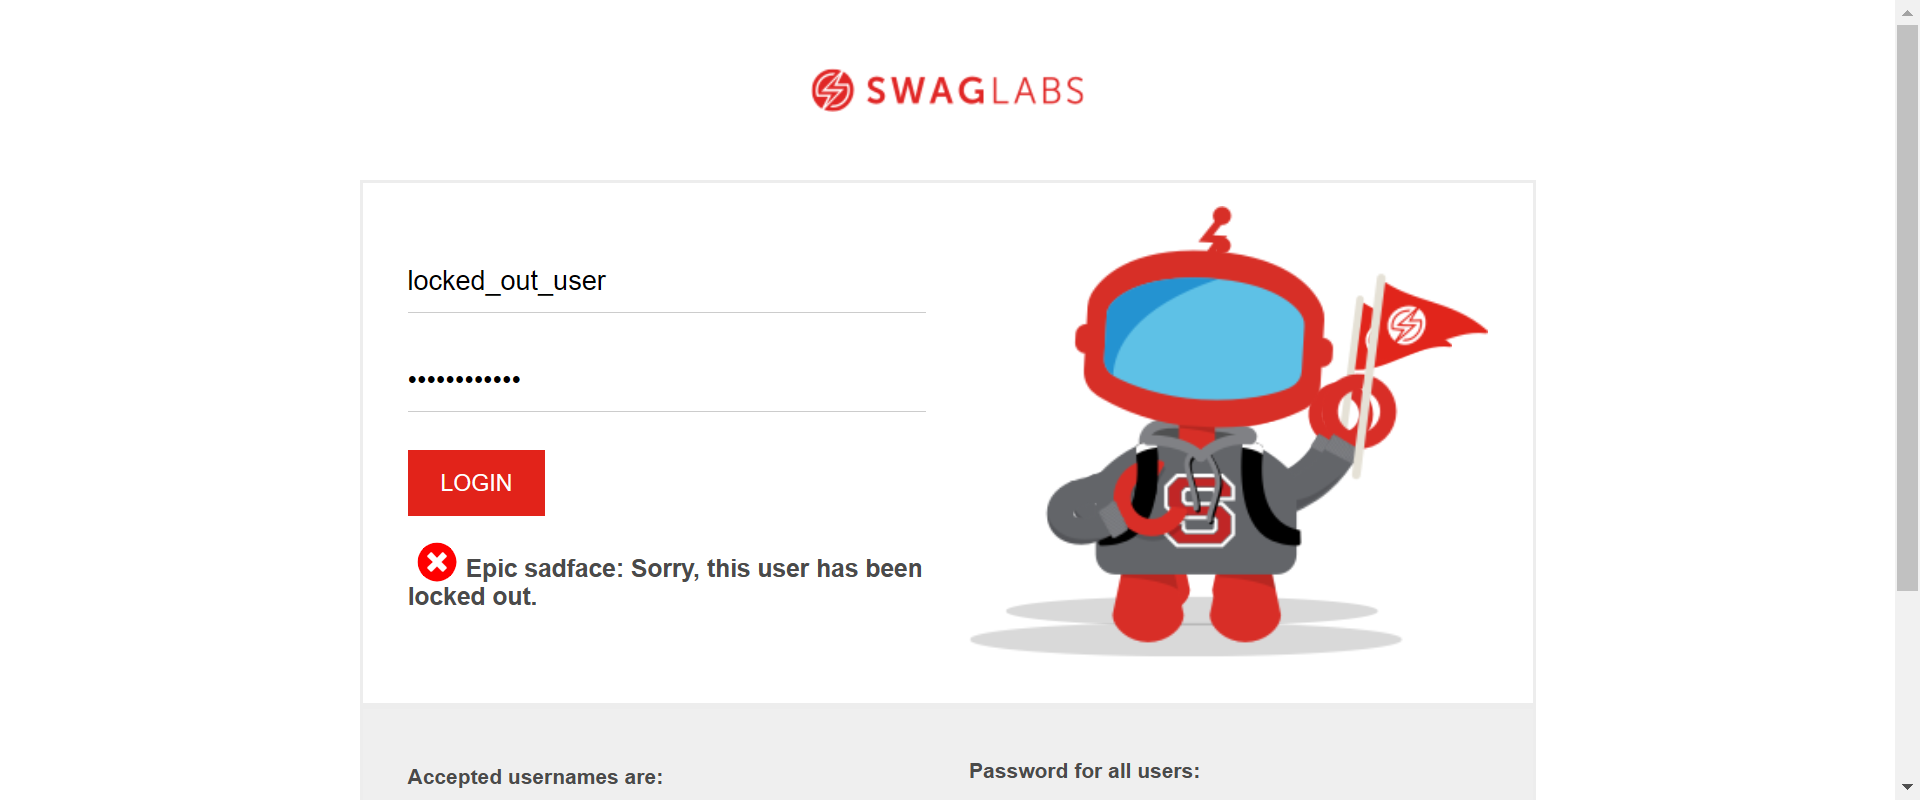 SWAGLABS
locked_out_user
••••••••••••
LOGIN
Epic sadface: Sorry, this user has been
locked out.
S
Accepted usernames are:
Password for all users: